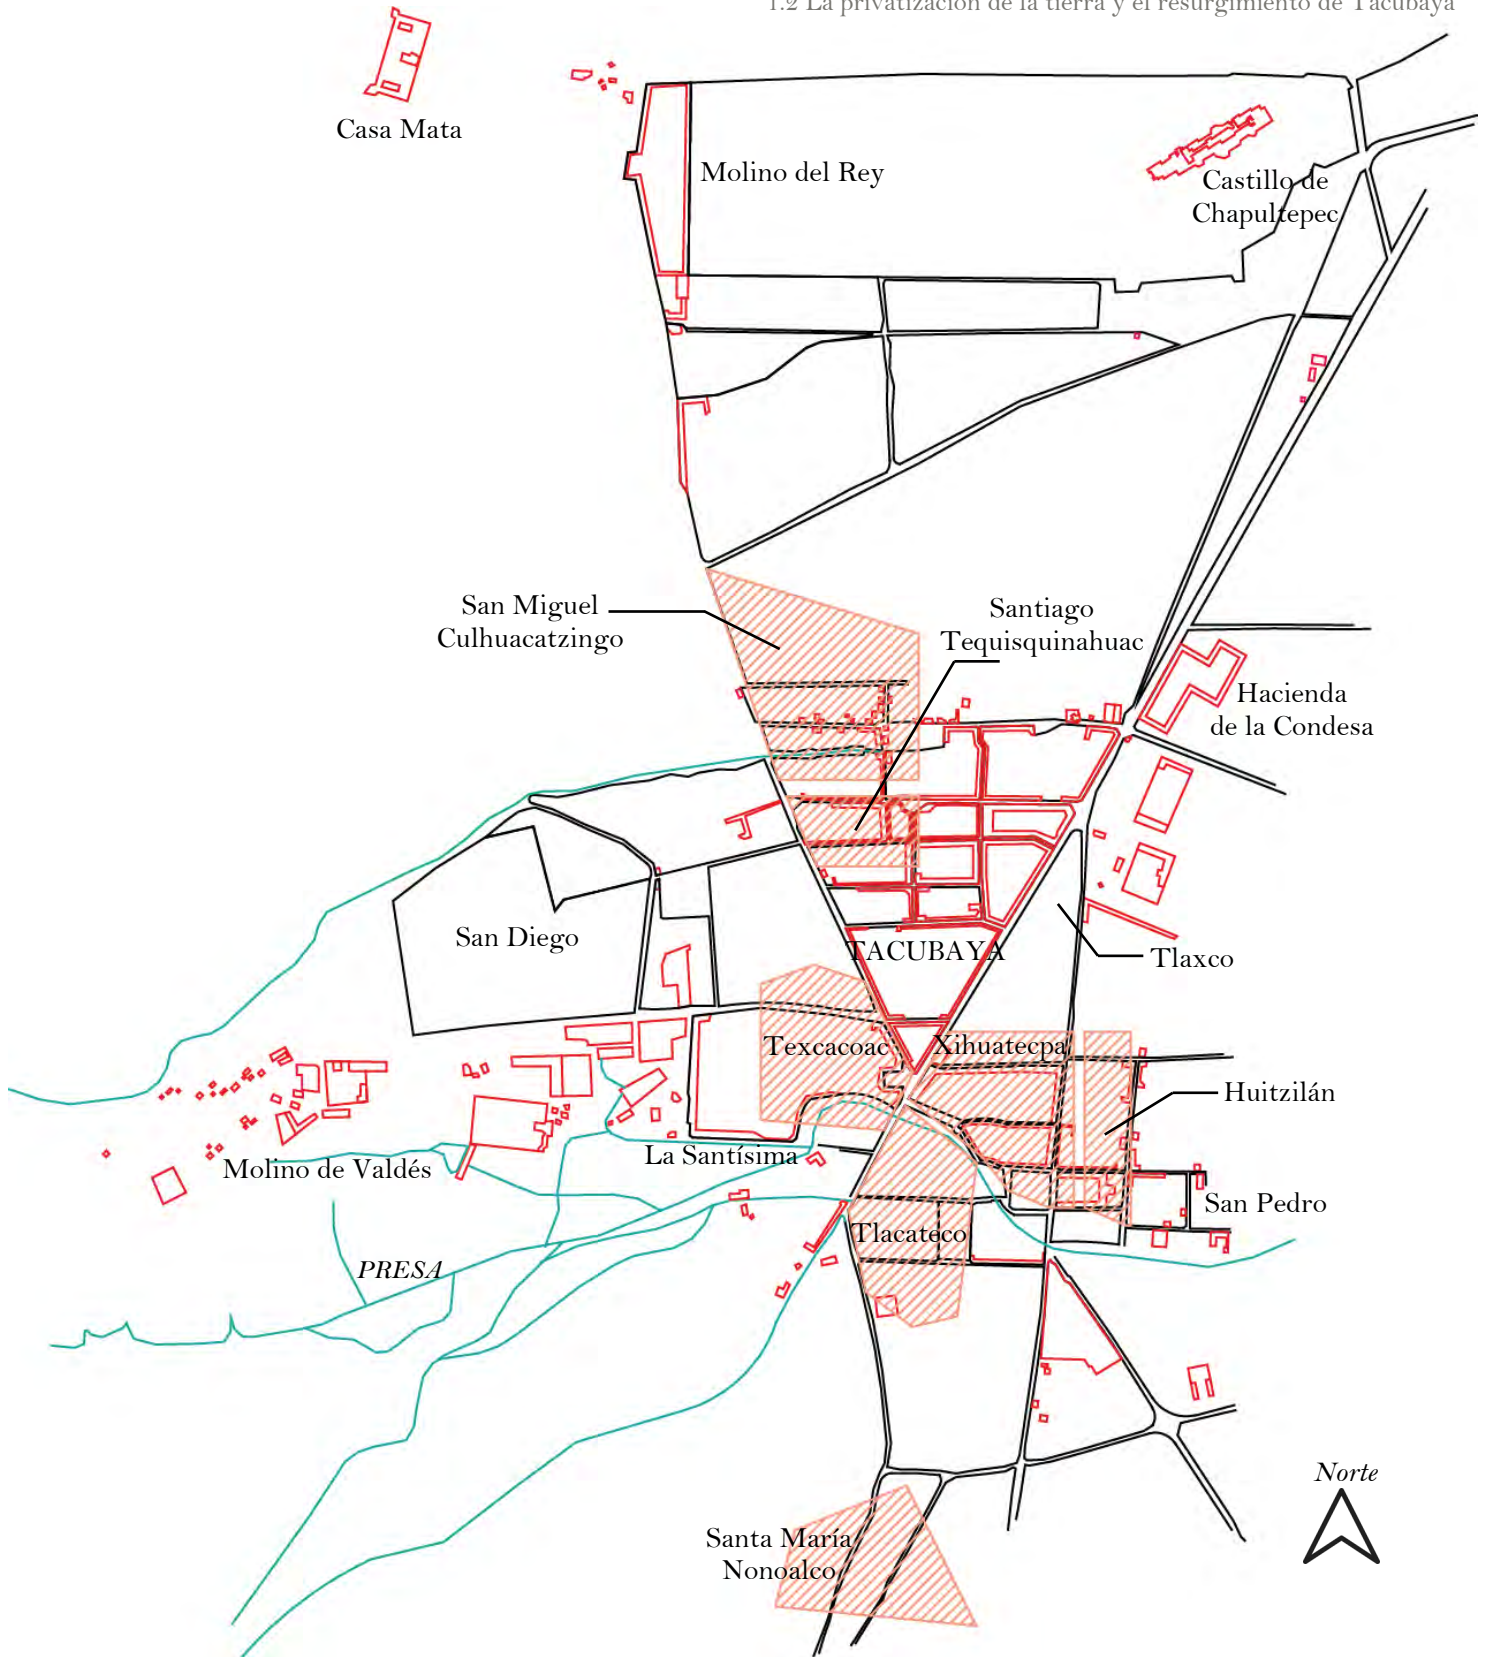 1.2 La privatización de la tierra y el resurgimiento de Tacubaya
Casa Mata
Molino del Rey
Castillo de
Chapultepec
San Miguel
Culhuacatzingo
Santiago
Tequisquinahuac
Hacienda
de la Condesa
San Diego
TACUBAYA
Tlaxco
Texcacoac
Xihuatecpa
Huitzilán
La Santísima
Molino de Valdés
San Pedro
Tlacateco
PRESA
Norte
Santa María
Nonoalco